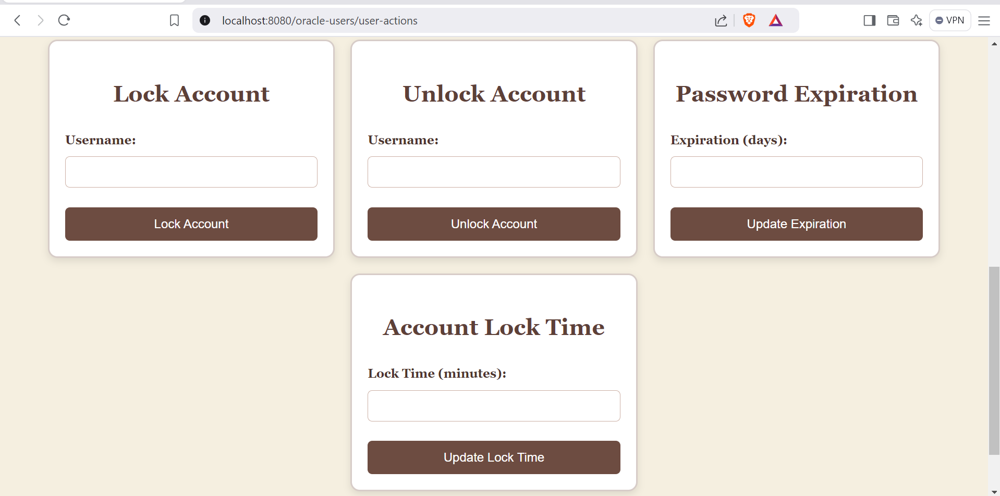 localhost:8080/oracle-users/user-actions
VPN
Lock Account
Username:
Lock Account
Unlock Account
Username:
Unlock Account
Password Expiration
Expiration (days):
Update Expiration
Account Lock Time
Lock Time (minutes):
Update Lock Time